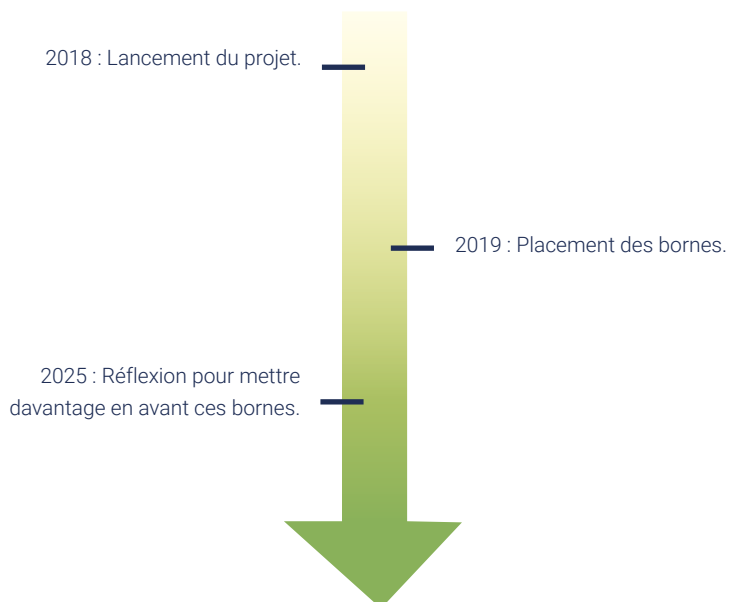 2018 : Lancement du projet.
2019 : Placement des bornes.
2025 : Réflexion pour mettre
davantage en avant ces bornes.